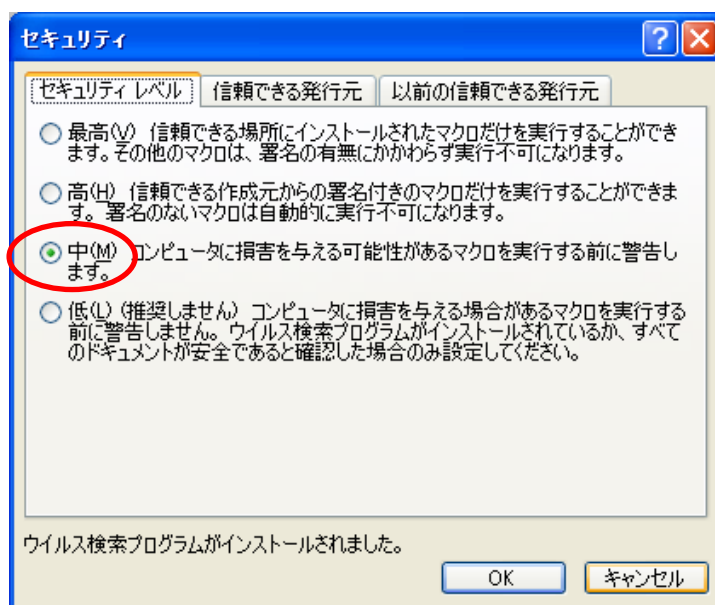 セキュリティ
セキュリティ レベル 信頼できる発行元 以前の信頼できる発行元
最高(V) 信頼できる場所にインストールされたマクロだけを実行することができ
ます。その他のマクロは、署名の有無にかかわらず実行不可になります。
高(H) 信頼できる作成元からの署名付きのマクロだけを実行することができま
す。 署名のないマクロは自動的に実行不可になります。
中(M) コンピュータに損害を与える可能性があるマクロを実行する前に警告し
ます。
低(L) (推奨しません) コンピュータに損害を与える場合があるマクロを実行する
前に警告しません。ウイルス検索プログラムがインストールされているか、すべて
のドキュメントが安全であると確認した場合のみ設定してください。
ウイルス検索プログラムがインストールされました。
OK キャンセル